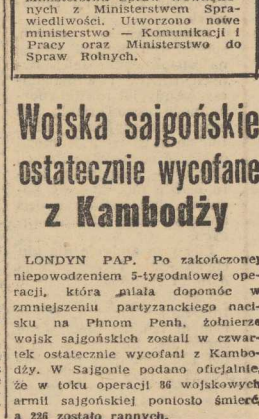 nych z Ministerstwem Spra-
wiedliwości. Utworzono nowe
ministerstwo — Komunikacji i
Pracy oraz Ministerstwo do
Spraw Rolnych.
Wojska sajgońskie
ostatecznie wycofane
z Kambodży
LONDYN PAP. Po zakończonej
niepowodzeniem 5-tygodniowej ope-
racji, która miała dopomóc w
zmniejszeniu partyzanckiej naci-
sku na Phnom Penh, żołnierze
wojsk sajgońskich zostali w czwar-
tek ostatecznie wycofani z Kambo-
dży. W Sajgonie podano oficjalnie,
że w toku operacji 86 wojskowych
armii sajgońskiej poniosło śmierć,
a 226 zostało rannych.